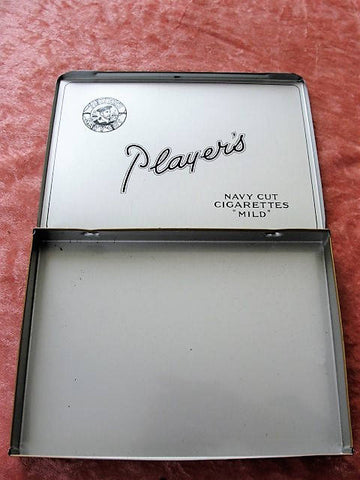 Player's
NAVY CUT
CIGARETTES
"MILD"